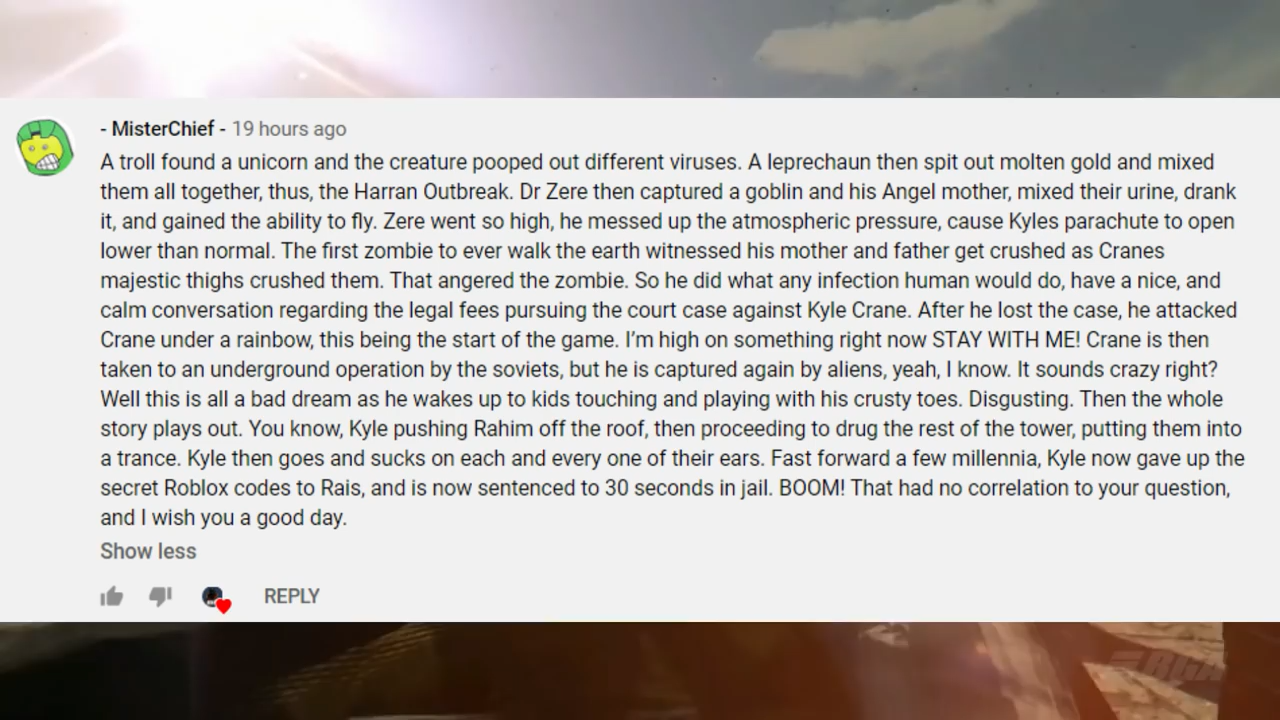 - MisterChief - 19 hours ago
A troll found a unicorn and the creature pooped out different viruses. A leprechaun then spit out molten gold and mixed
them all together, thus, the Harran Outbreak. Dr Zere then captured a goblin and his Angel mother, mixed their urine, drank
it, and gained the ability to fly. Zere went so high, he messed up the atmospheric pressure, cause Kyles parachute to open
lower than normal. The first zombie to ever walk the earth witnessed his mother and father get crushed as Cranes
majestic thighs crushed them. That angered the zombie. So he did what any infection human would do, have a nice, and
calm conversation regarding the legal fees pursuing the court case against Kyle Crane. After he lost the case, he attacked
Crane under a rainbow, this being the start of the game. I’m high on something right now STAY WITH ME! Crane is then
taken to an underground operation by the soviets, but he is captured again by aliens, yeah, I know. It sounds crazy right?
Well this is all a bad dream as he wakes up to kids touching and playing with his crusty toes. Disgusting. Then the whole
story plays out. You know, Kyle pushing Rahim off the roof, then proceeding to drug the rest of the tower, putting them into
a trance. Kyle then goes and sucks on each and every one of their ears. Fast forward a few millennia, Kyle now gave up the
secret Roblox codes to Rais, and is now sentenced to 30 seconds in jail. BOOM! That had no correlation to your question,
and I wish you a good day.
Show less
REPLY
RGA